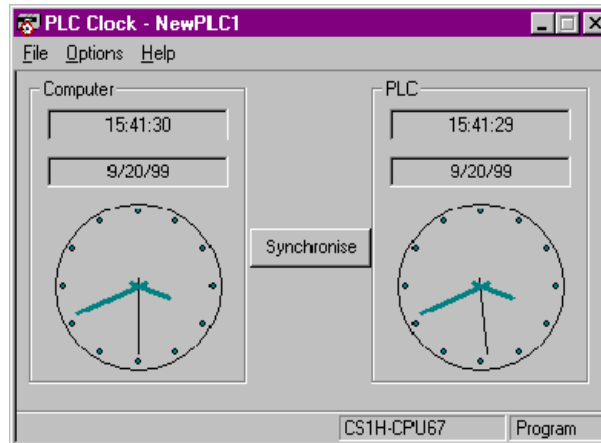 PLC Clock - NewPLC1
File Options Help
Computer
15:41:30
9/20/99
Synchronise
PLC
15:41:29
9/20/99
CS1H-CPU67
Program